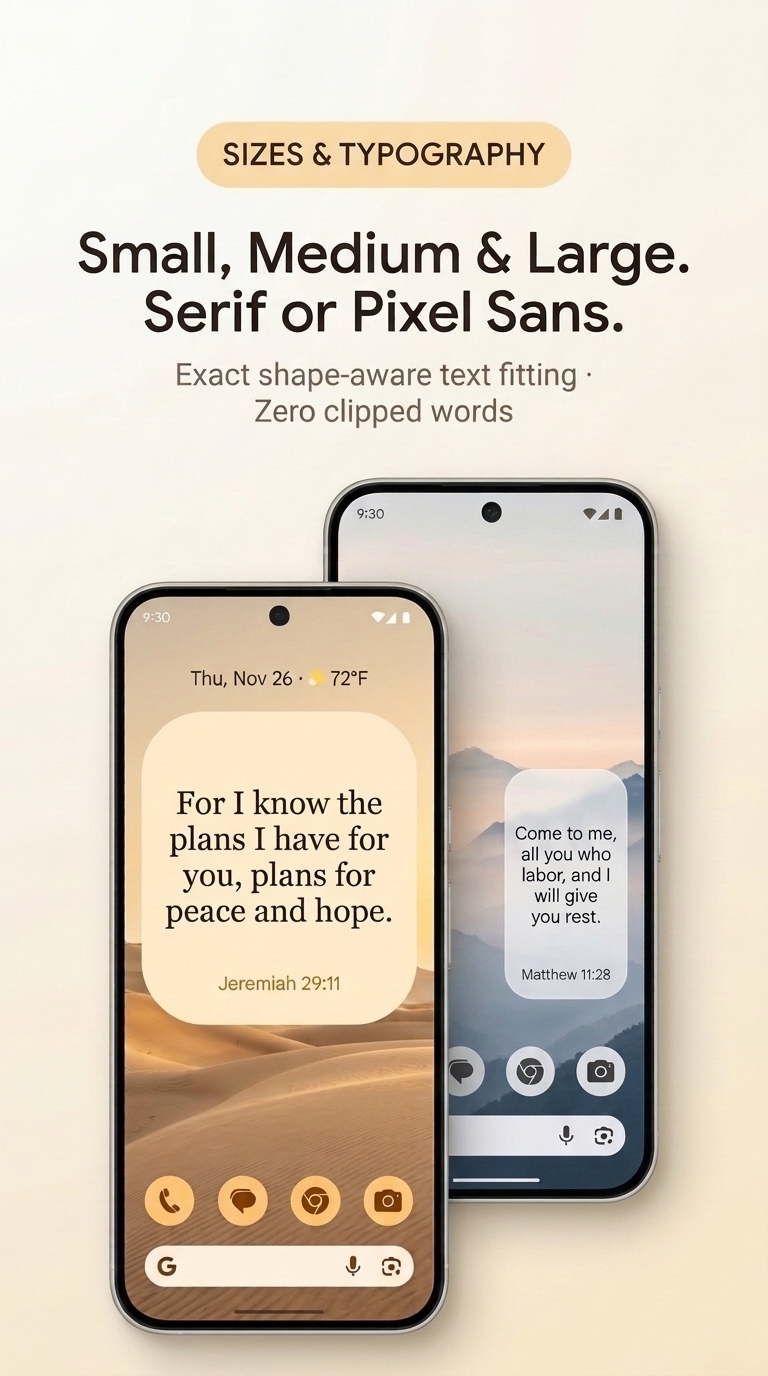 SIZES & TYPOGRAPHY
Small, Medium & Large.
Serif or Pixel Sans.
Exact shape-aware text fitting ·
Zero clipped words
9:30
9:30
Thu, Nov 26 · 72°F
For I know the
plans I have for
you, plans for
peace and hope.
Jeremiah 29:11
Come to me,
all you who
labor, and I
will give
you rest.
Matthew 11:28
G